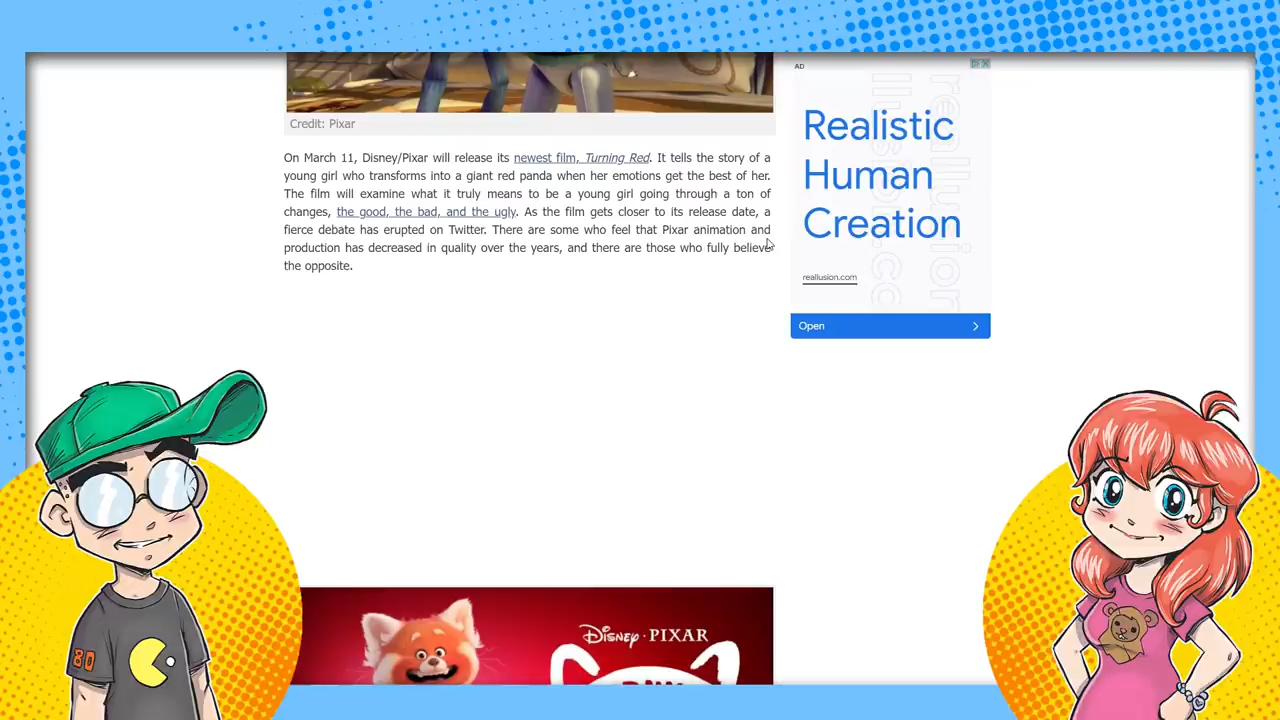 Credit: Pixar
On March 11, Disney/Pixar will release its newest film, Turning Red. It tells the story of a
young girl who transforms into a giant red panda when her emotions get the best of her.
The film will examine what it truly means to be a young girl going through a ton of
changes, the good, the bad, and the ugly. As the film gets closer to its release date, a
fierce debate has erupted on Twitter. There are some who feel that Pixar animation and
production has decreased in quality over the years, and there are those who fully believe
the opposite.
AD
Realistic
Human
Creation
reallusion.com
Open
Disney · PIXAR
80